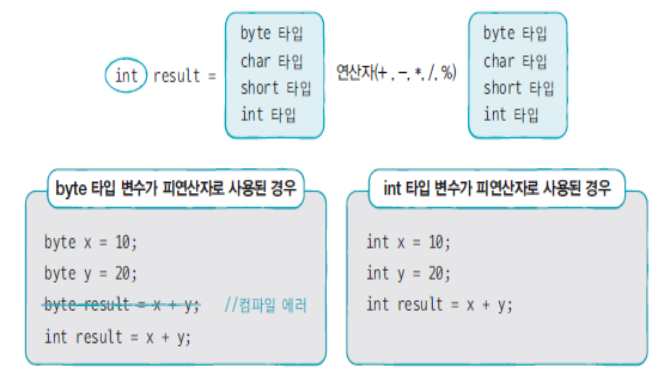 byte 타입
char 타입
short 타입
int 타입
int result =
연산자(+, -, *, /, %)
byte 타입
char 타입
short 타입
int 타입
byte 타입 변수가 피연산자로 사용된 경우
byte x = 10;
byte y = 20;
byte result = x + y; //컴파일 에러
int result = x + y;
int 타입 변수가 피연산자로 사용된 경우
int x = 10;
int y = 20;
int result = x + y;